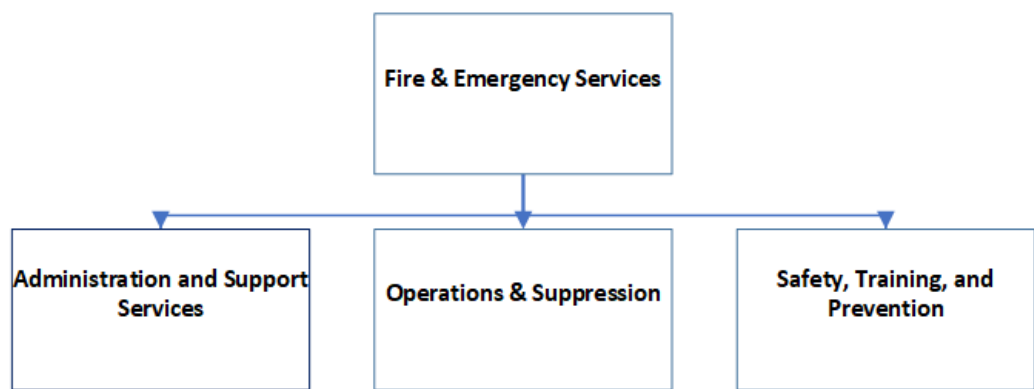 Fire & Emergency Services
Administration and Support
Services
Operations & Suppression
Safety, Training, and
Prevention